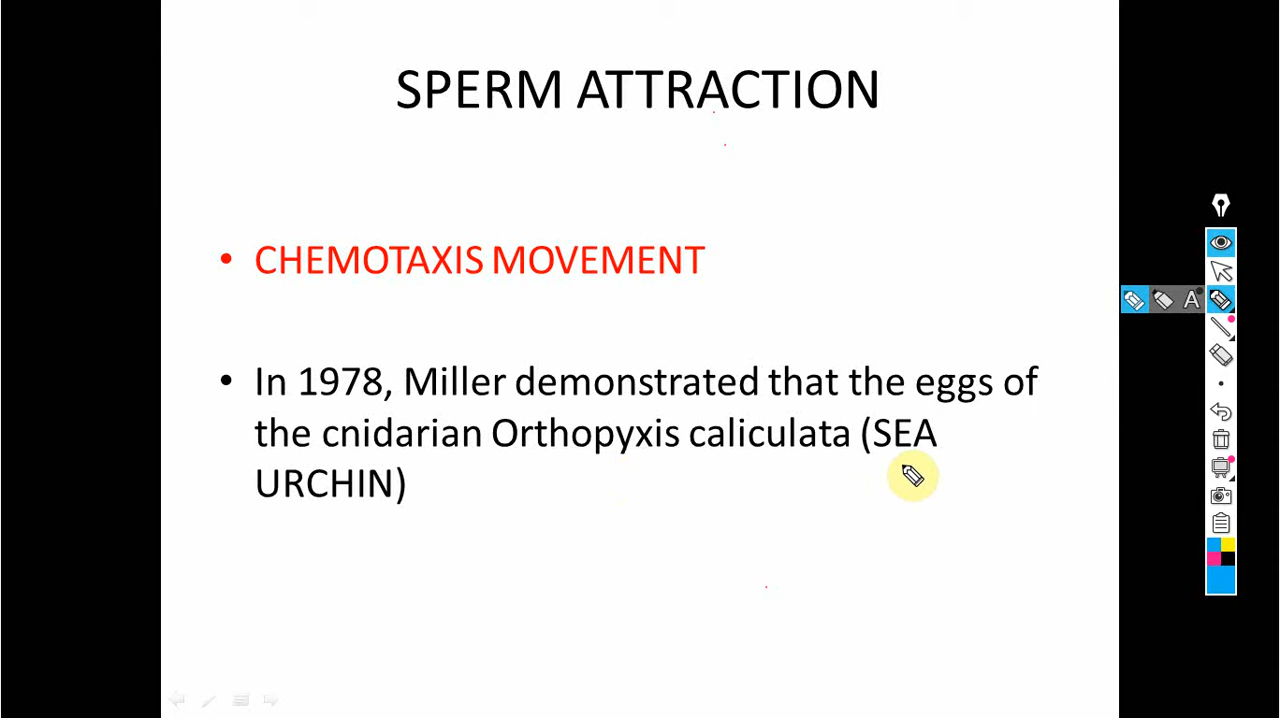 SPERM ATTRACTION
• CHEMOTAXIS MOVEMENT
• In 1978, Miller demonstrated that the eggs of
the cnidarian Orthopyxis caliculata (SEA
URCHIN)
A